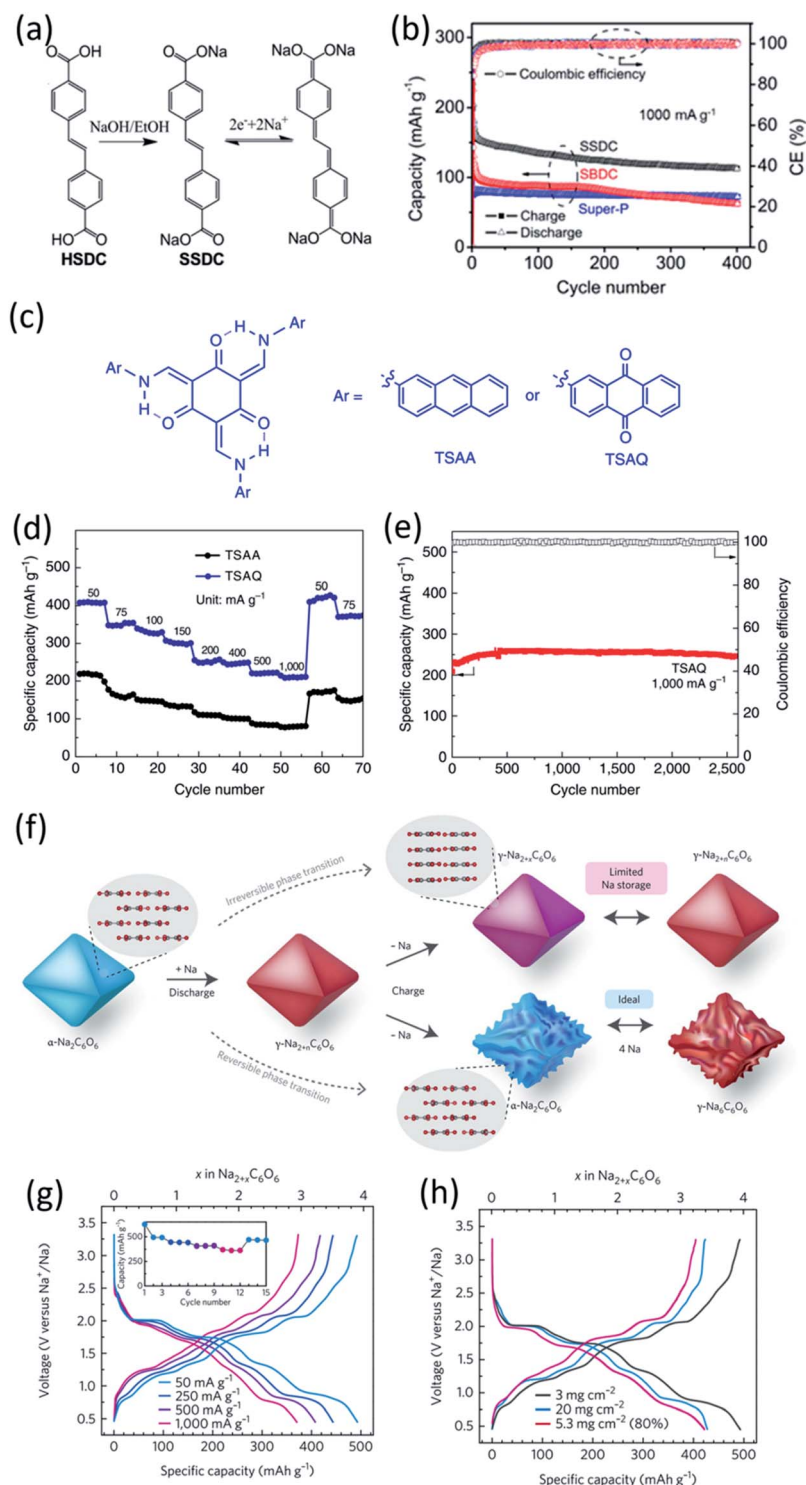 (a)
O
OH
HO
O
HSDC
NaOH/EtOH
O
ONa
NaO
O
SSDC
2e⁻+2Na⁺
NaO
ONa
NaO
ONa
(b)
Capacity (mAh g⁻¹)
300
200
100
0
CE (%)
100
80
60
40
20
0
Coulombic efficiency
1000 mA g⁻¹
SSDC
SBDC
Super-P
Charge
Discharge
0 100 200 300 400
Cycle number
(c)
Ar
N
H
O
O
H
N
Ar
O
H
N
Ar
Ar =
TSAA
or
O
O
TSAQ
(d)
Specific capacity (mAh g⁻¹)
500
400
300
200
100
0
TSAA
TSAQ
Unit: mA g⁻¹
50
75
100
150
200
400
500
1,000
50
75
0 10 20 30 40 50 60 70
Cycle number
(e)
Specific capacity (mAh g⁻¹)
500
400
300
250
200
100
0
Coulombic efficiency
100
80
60
40
20
0
TSAQ
1,000 mA g⁻¹
0 500 1,000 1,500 2,000 2,500
Cycle number
(f)
Irreversible phase transition
γ-Na₂₊ₓC₆O₆
γ-Na₂₊ₙC₆O₆
Limited
Na storage
+ Na
Discharge
– Na
Charge
– Na
Ideal
4 Na
α-Na₂C₆O₆
γ-Na₂₊ₙC₆O₆
Reversible phase transition
α-Na₂C₆O₆
γ-Na₆C₆O₆
(g)
x in Na₂₊ₓC₆O₆
0 1 2 3 4
Voltage (V versus Na⁺/Na)
3.0
2.5
2.0
1.5
1.0
0.5
Capacity (mAh g⁻¹)
500
250
0
1 3 6 9 12 15
Cycle number
50 mA g⁻¹
250 mA g⁻¹
500 mA g⁻¹
1,000 mA g⁻¹
0 100 200 300 400 500
Specific capacity (mAh g⁻¹)
(h)
x in Na₂₊ₓC₆O₆
0 1 2 3 4
Voltage (V versus Na⁺/Na)
3.0
2.5
2.0
1.5
1.0
0.5
3 mg cm⁻²
20 mg cm⁻²
5.3 mg cm⁻² (80%)
0 100 200 300 400 500
Specific capacity (mAh g⁻¹)